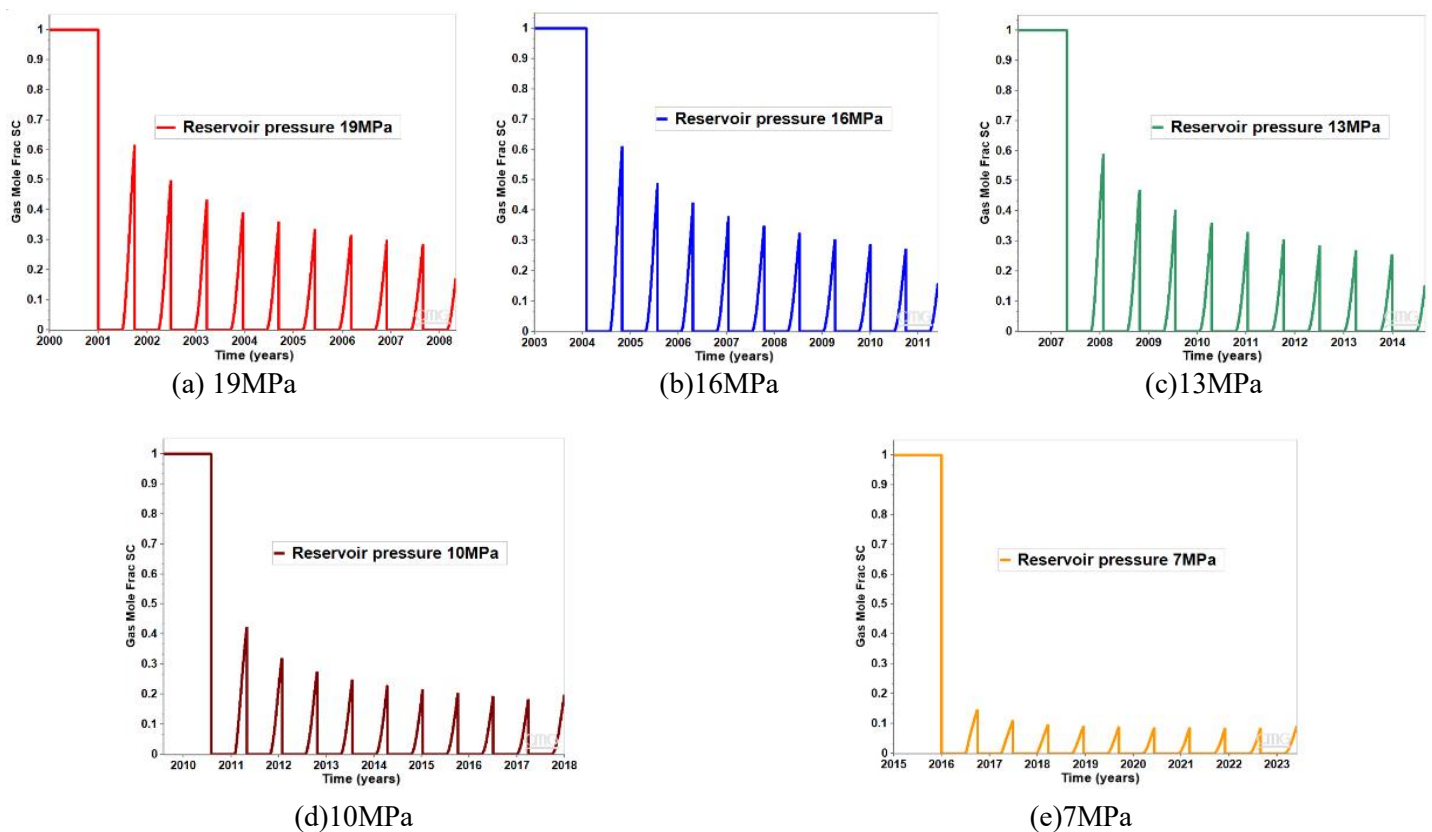 1
0.9
0.8
0.7
0.6
0.5
0.4
0.3
0.2
0.1
0
Gas Mole Frac SC
Reservoir pressure 19MPa
CMG
2000 2001 2002 2003 2004 2005 2006 2007 2008
Time (years)
(a) 19MPa
1
0.9
0.8
0.7
0.6
0.5
0.4
0.3
0.2
0.1
0
Gas Mole Frac SC
Reservoir pressure 16MPa
CMG
2003 2004 2005 2006 2007 2008 2009 2010 2011
Time (years)
(b)16MPa
1
0.9
0.8
0.7
0.6
0.5
0.4
0.3
0.2
0.1
0
Gas Mole Frac SC
Reservoir pressure 13MPa
CMG
2007 2008 2009 2010 2011 2012 2013 2014
Time (years)
(c)13MPa
1
0.9
0.8
0.7
0.6
0.5
0.4
0.3
0.2
0.1
0
Gas Mole Frac SC
Reservoir pressure 10MPa
CMG
2010 2011 2012 2013 2014 2015 2016 2017 2018
Time (years)
(d)10MPa
1
0.9
0.8
0.7
0.6
0.5
0.4
0.3
0.2
0.1
0
Gas Mole Frac SC
Reservoir pressure 7MPa
CMG
2015 2016 2017 2018 2019 2020 2021 2022 2023
Time (years)
(e)7MPa